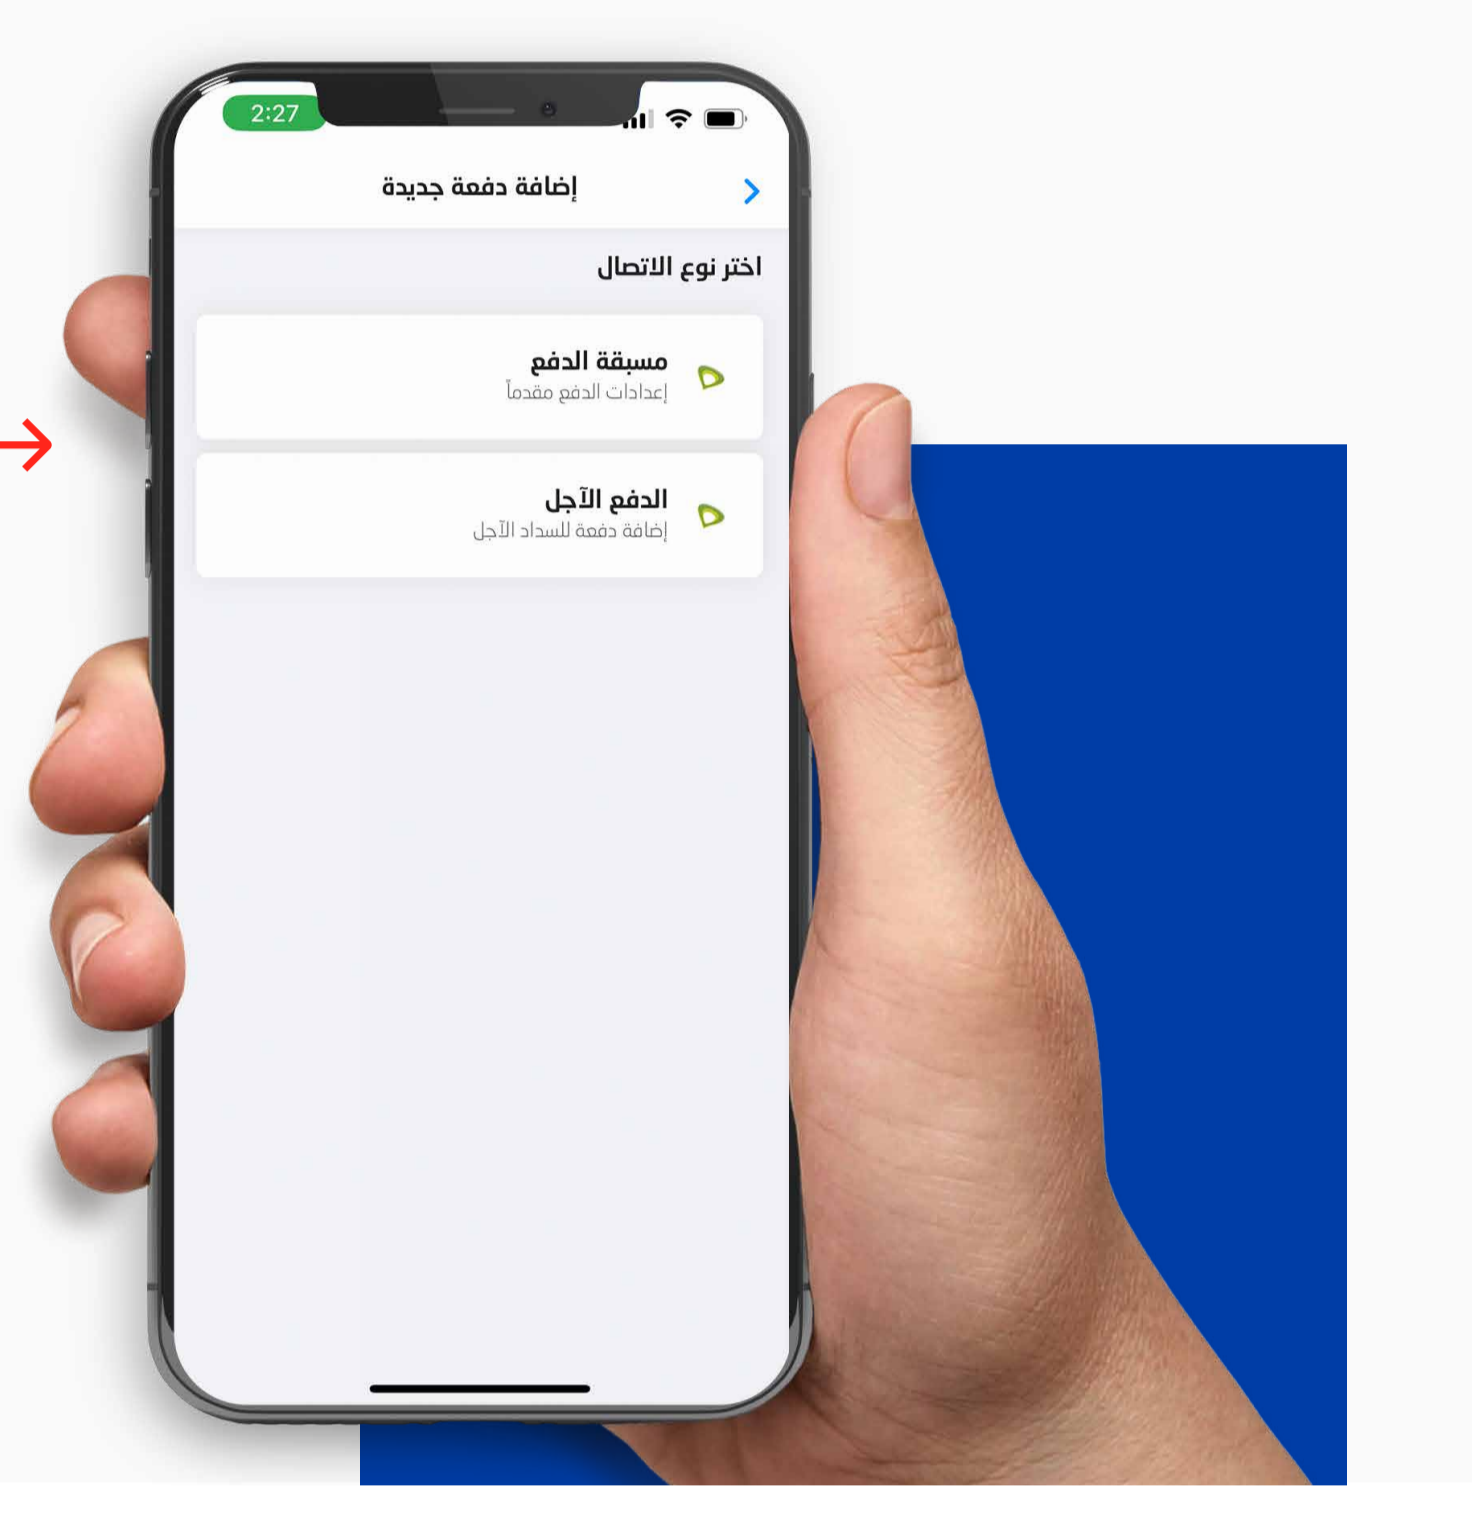 2:27
إضافة دفعة جديدة
اختر نوع الاتصال
مسبقة الدفع
إعدادات الدفع مقدماً
الدفع الآجل
إضافة دفعة للسداد الآجل